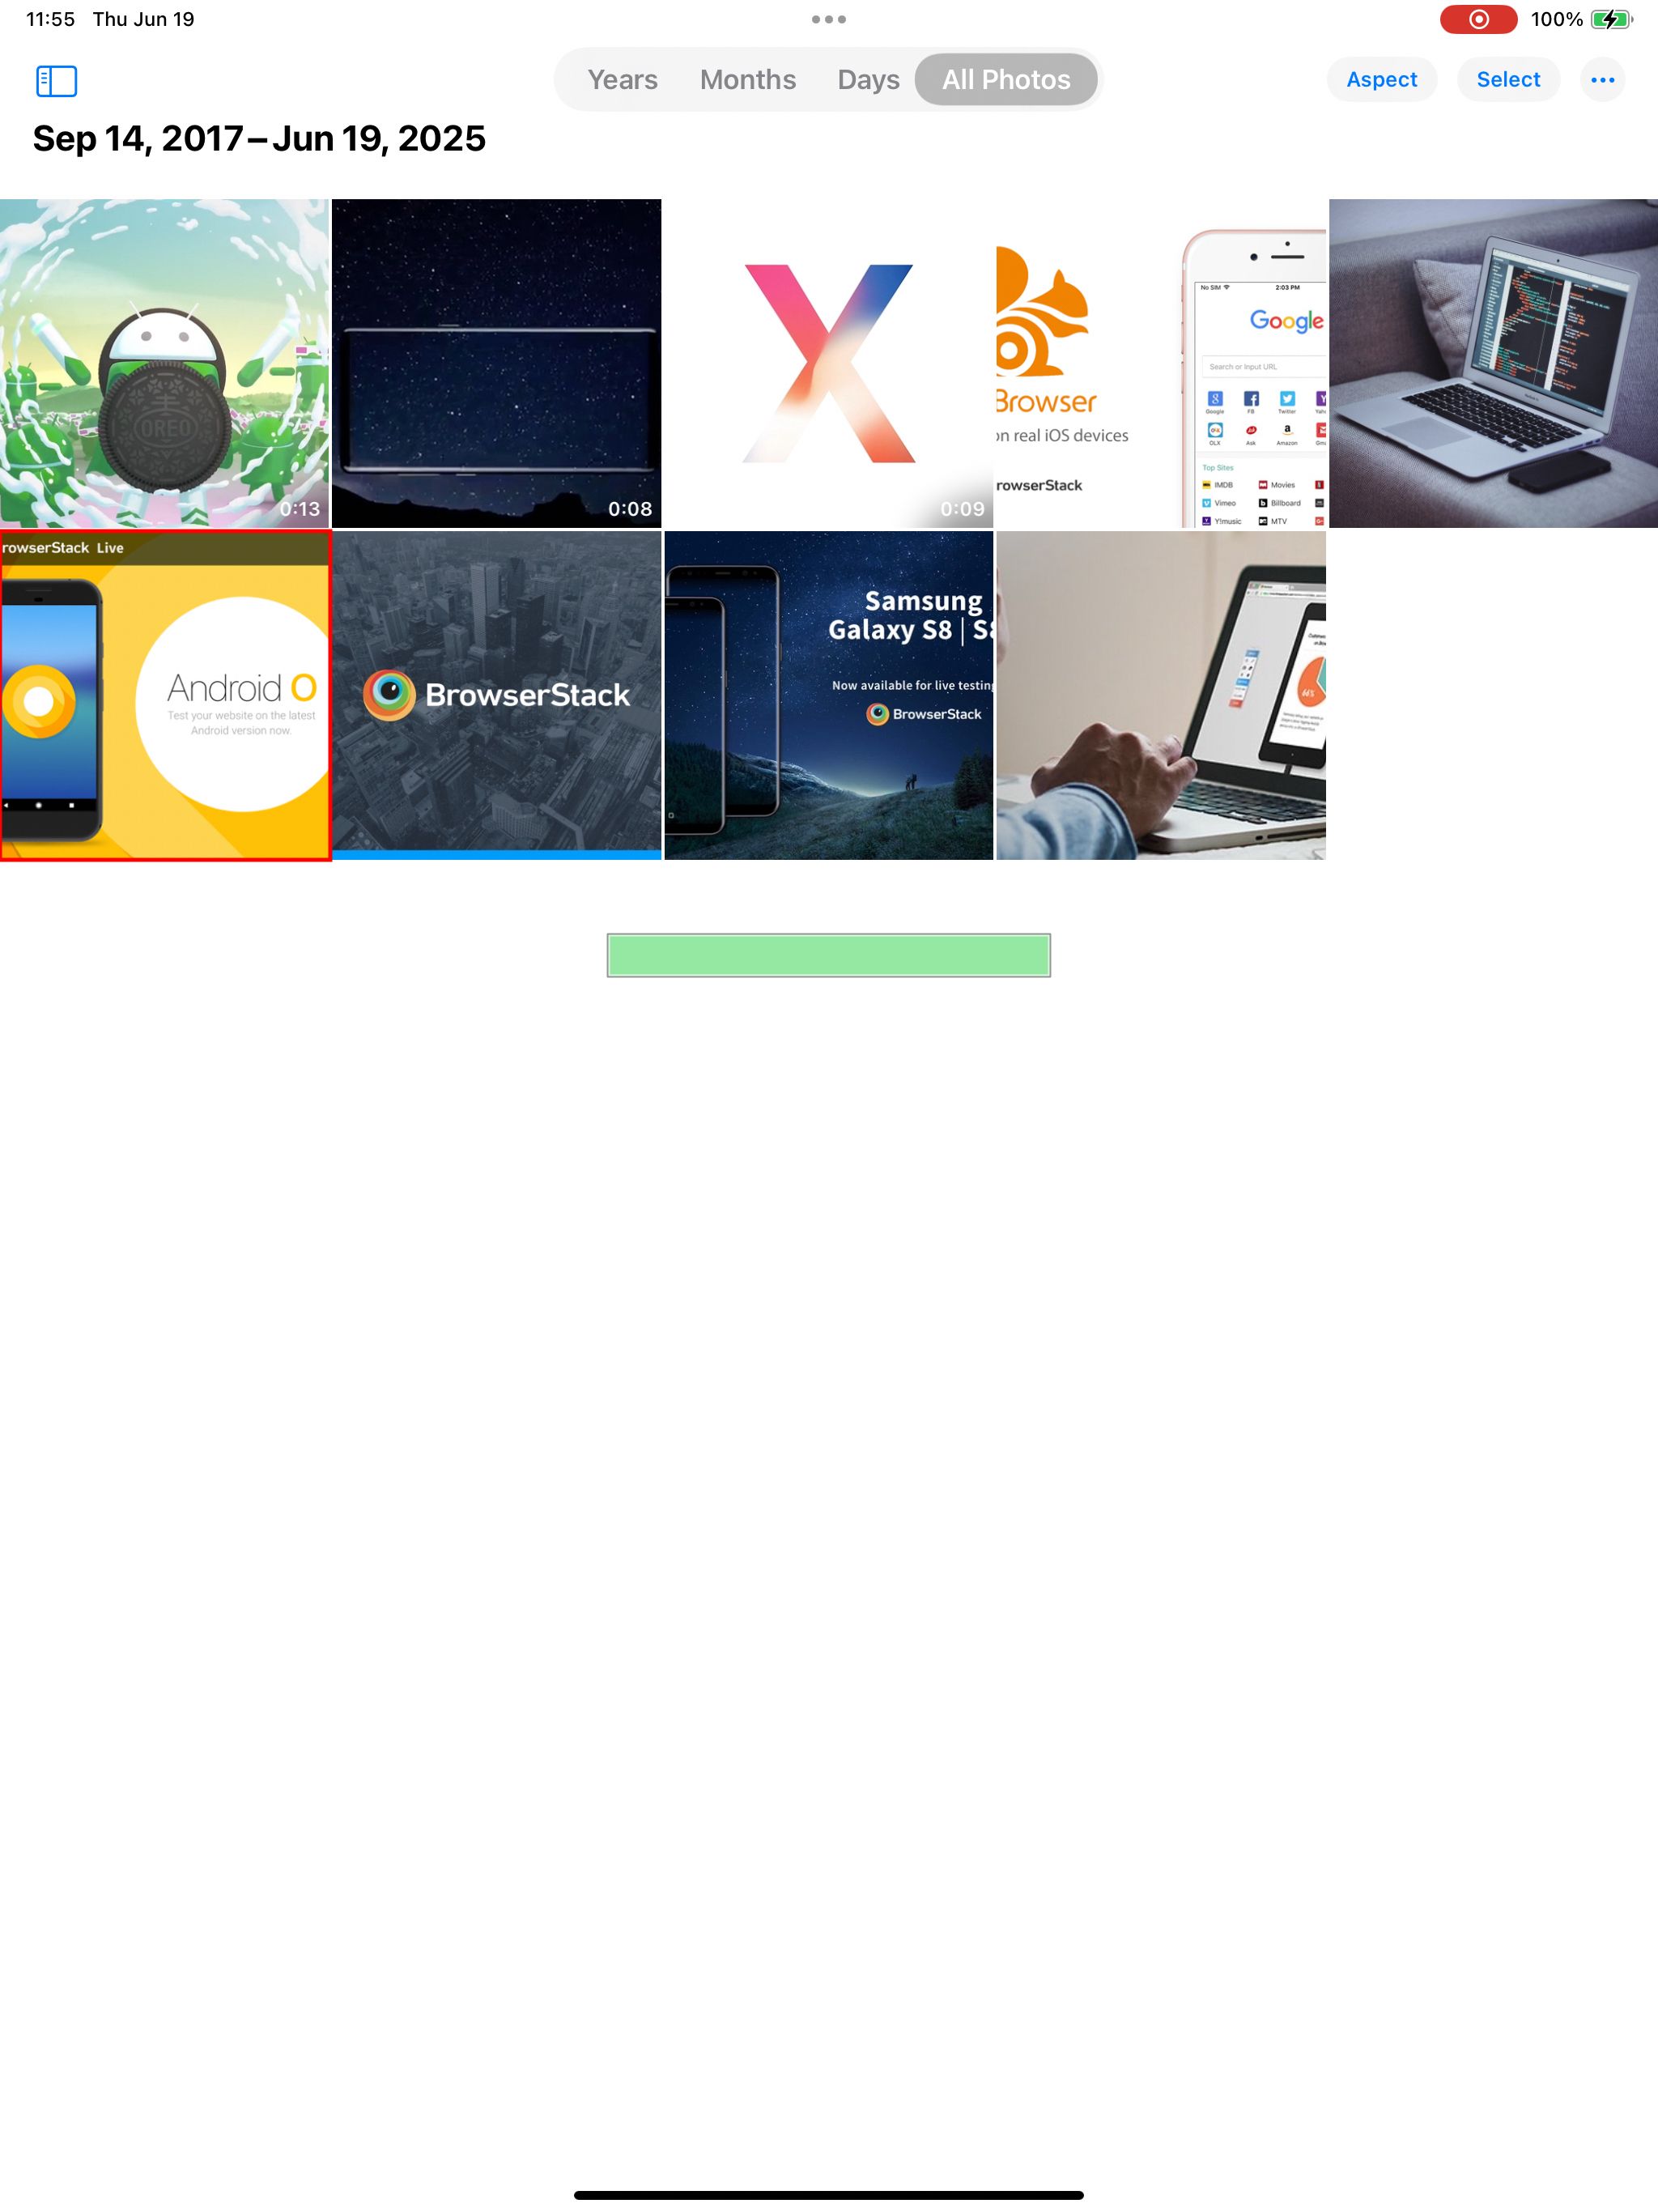 11:55 Thu Jun 19
100%
Years Months Days All Photos
Aspect Select
Sep 14, 2017–Jun 19, 2025
OREO
0:13
0:08
X
0:09
Browser
on real iOS devices
rowserStack
No SIM 2:03 PM
Google
Search or Input URL
Google FB Twitter
OLX Ask Amazon
Top Sites
IMDB Movies
Vimeo Billboard
Y!music MTV
rowserStack Live
Android O
Test your website on the latest
Android version now.
BrowserStack
Samsung
Galaxy S8 | S8
Now available for live testing
BrowserStack
64%